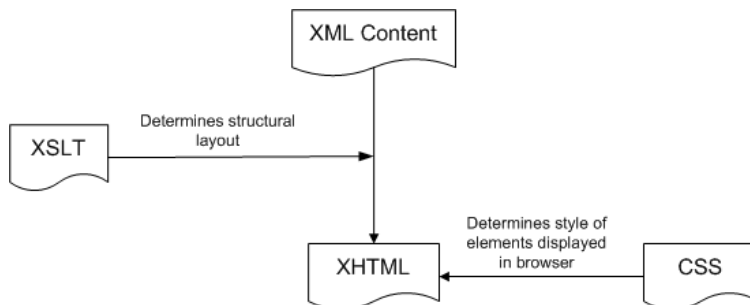 XML Content
Determines structural
layout
XSLT
Determines style of
elements displayed
in browser
XHTML
CSS